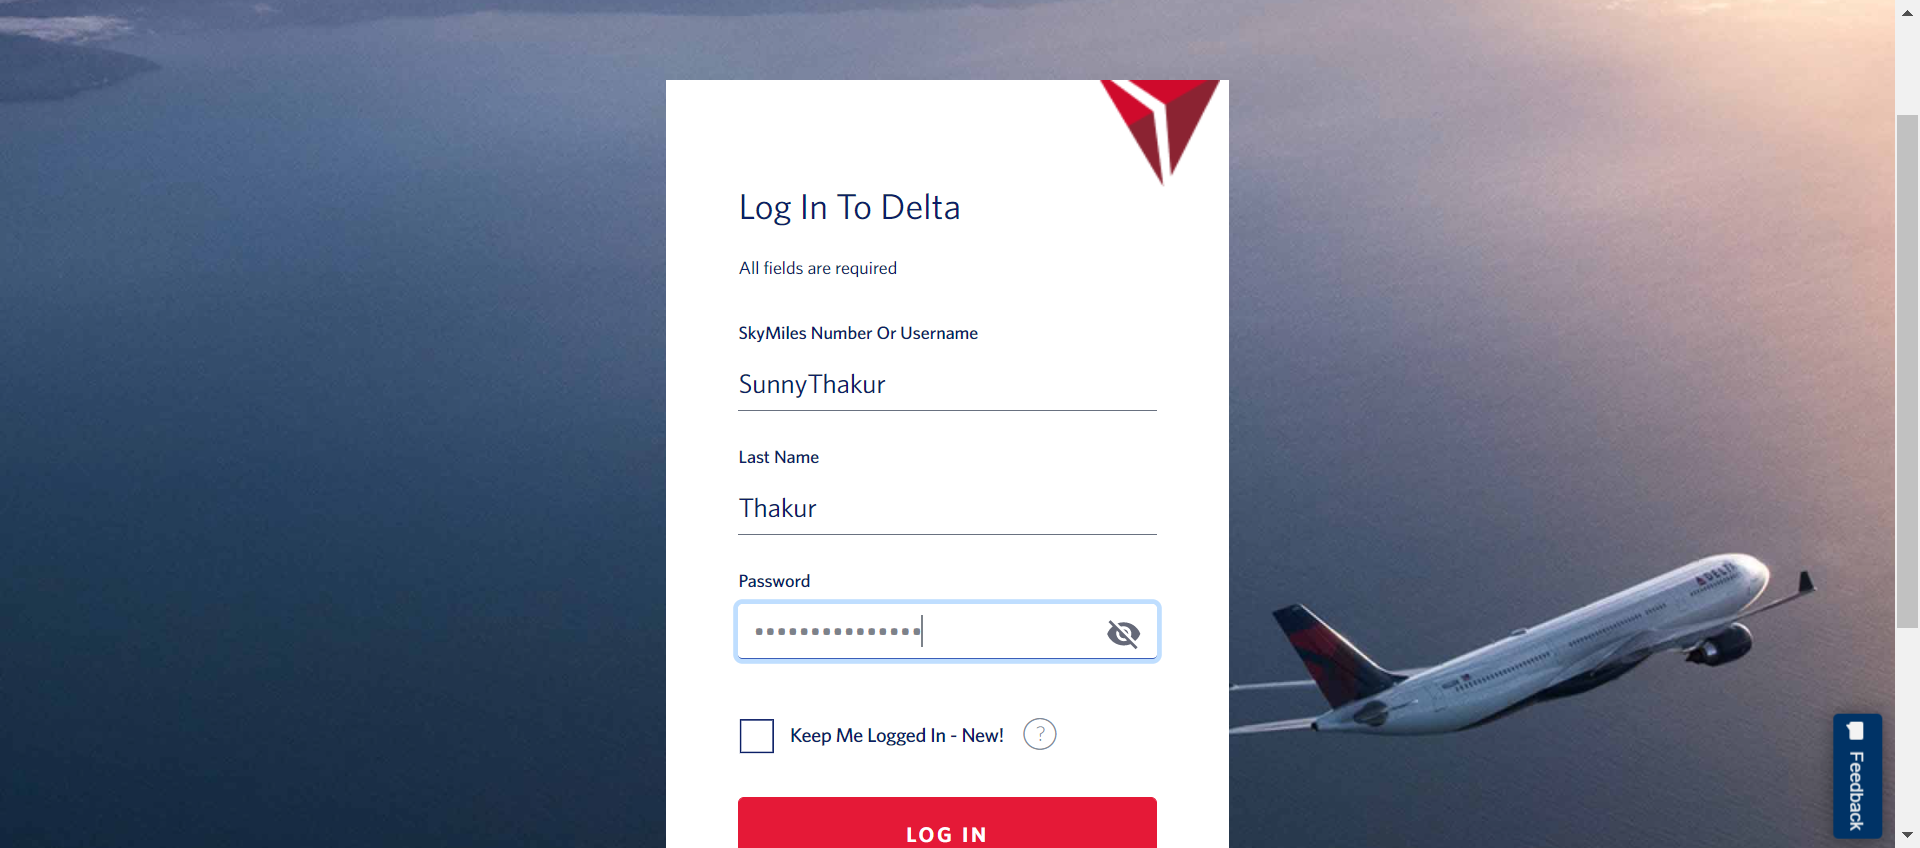 Log In To Delta
All fields are required
SkyMiles Number Or Username
SunnyThakur
Last Name
Thakur
Password
•••••••••••••••
Keep Me Logged In - New! ?
LOG IN
DELTA
Feedback